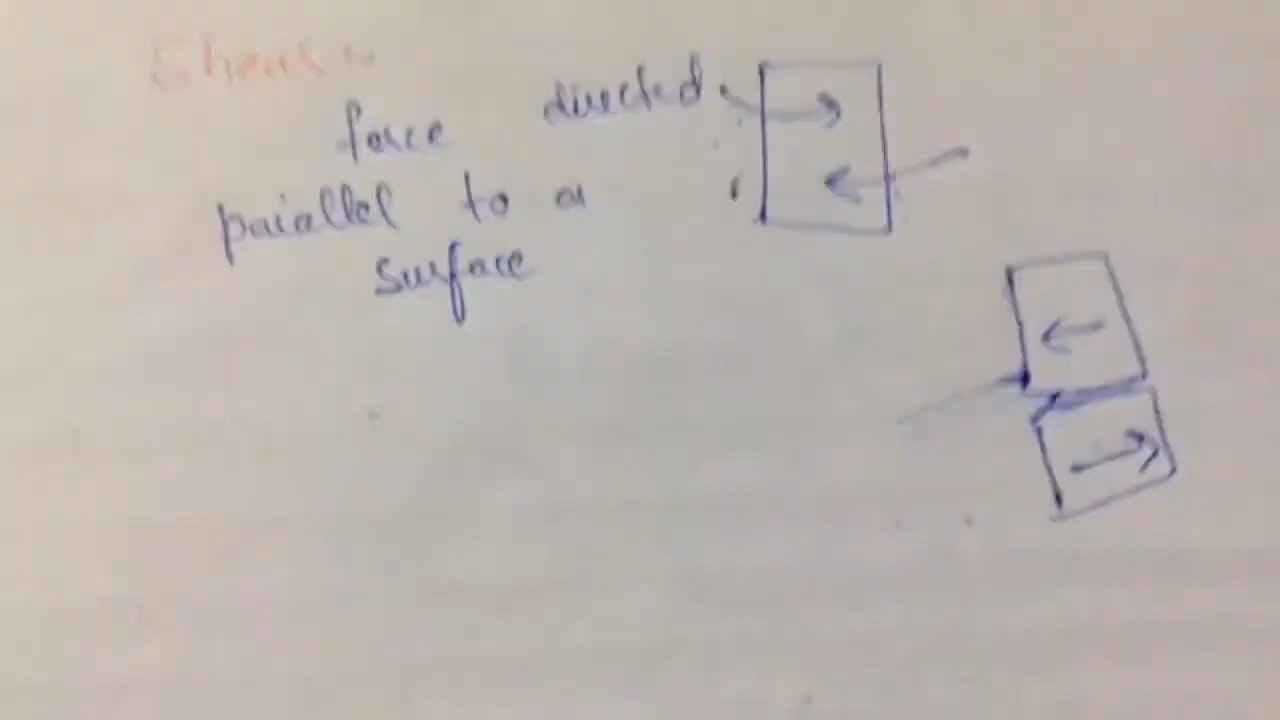 Shear
force directed
parallel to a
surface